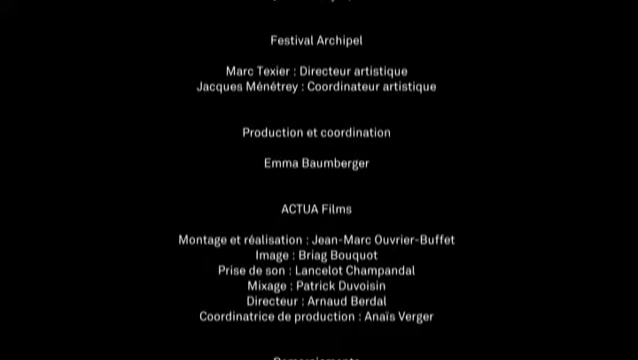 Festival Archipel
Marc Texier : Directeur artistique
Jacques Ménétrey : Coordinateur artistique
Production et coordination
Emma Baumberger
ACTUA Films
Montage et réalisation : Jean-Marc Ouvrier-Buffet
Image : Briag Bouquot
Prise de son : Lancelot Champandal
Mixage : Patrick Duvoisin
Directeur : Arnaud Berdal
Coordinatrice de production : Anaïs Verger